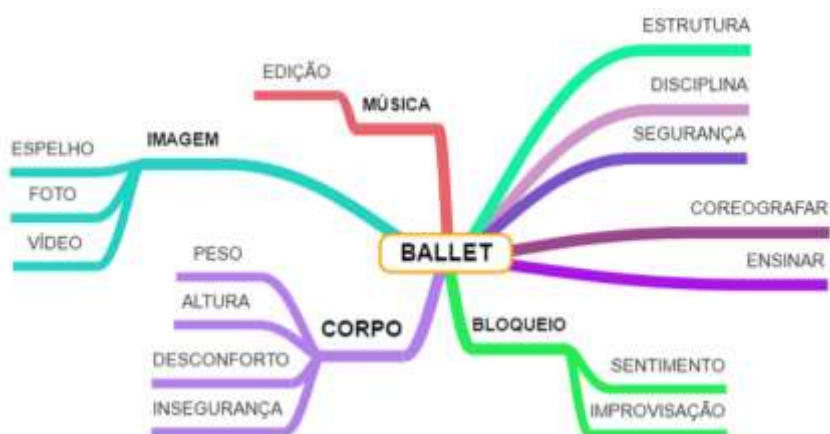 ESTRUTURA
EDIÇÃO
DISCIPLINA
MÚSICA
SEGURANÇA
IMAGEM
ESPELHO
FOTO
COREOGRAFAR
VÍDEO
BALLET
PESO
ENSINAR
ALTURA
CORPO
BLOQUEIO
DESCONFORTO
SENTIMENTO
INSEGURANÇA
IMPROVISAÇÃO